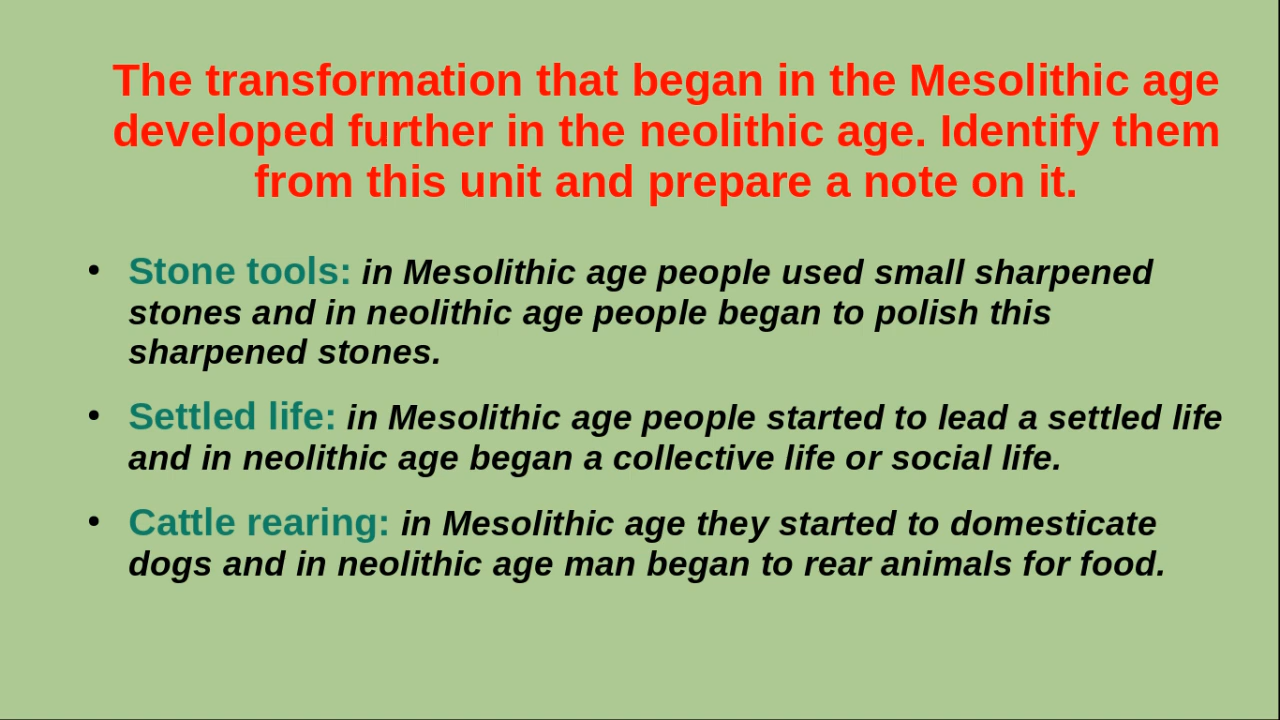 The transformation that began in the Mesolithic age
developed further in the neolithic age. Identify them
from this unit and prepare a note on it.
• Stone tools: in Mesolithic age people used small sharpened
stones and in neolithic age people began to polish this
sharpened stones.
• Settled life: in Mesolithic age people started to lead a settled life
and in neolithic age began a collective life or social life.
• Cattle rearing: in Mesolithic age they started to domesticate
dogs and in neolithic age man began to rear animals for food.